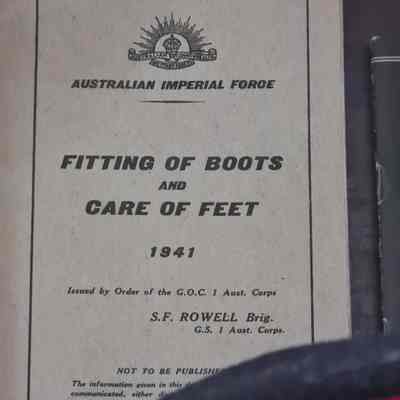 AUSTRALIAN IMPERIAL FORCE
FITTING OF BOOTS
AND
CARE OF FEET
1941
Issued by Order of the G.O.C. 1 Aust. Corps
S.F. ROWELL Brig.
G.S. 1 Aust. Corps.
NOT TO BE PUBLISHE
The information given in this
communicated, either